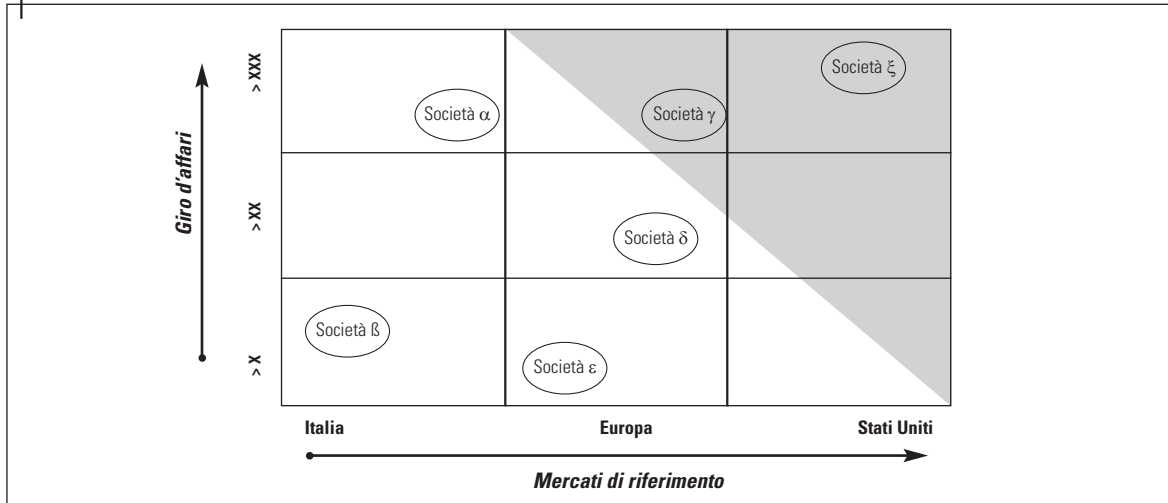 Giro d'affari
> XXX
> XX
> X
Società ξ
Società α
Società γ
Società δ
Società ß
Società ε
Italia
Europa
Stati Uniti
Mercati di riferimento